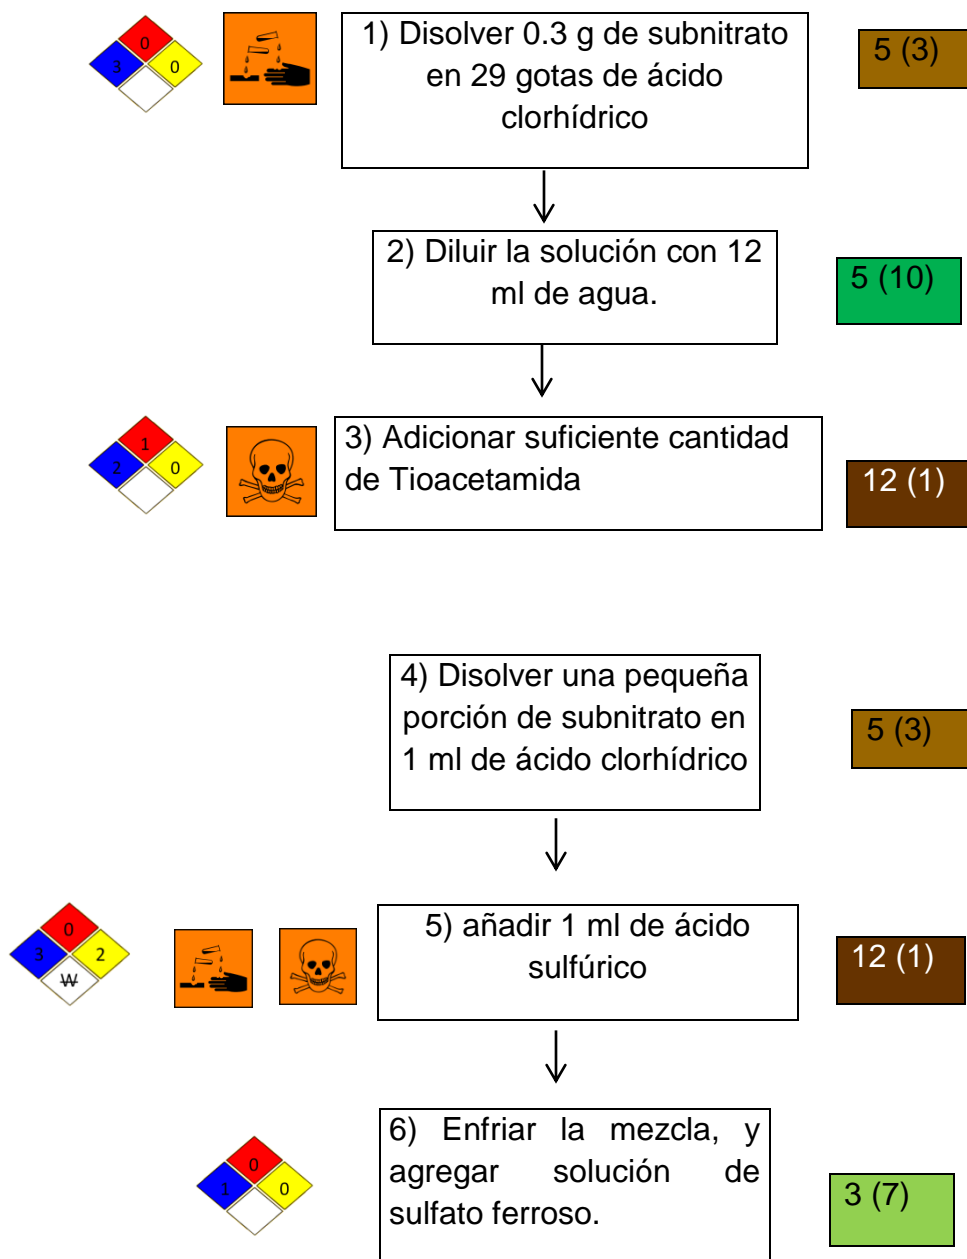 0
3
0
1) Disolver 0.3 g de subnitrato
en 29 gotas de ácido
clorhídrico
5 (3)
2) Diluir la solución con 12
ml de agua.
5 (10)
1
2
0
3) Adicionar suficiente cantidad
de Tioacetamida
12 (1)
4) Disolver una pequeña
porción de subnitrato en
1 ml de ácido clorhídrico
5 (3)
0
3
2
W
5) añadir 1 ml de ácido
sulfúrico
12 (1)
0
1
0
6) Enfriar la mezcla, y
agregar solución de
sulfato ferroso.
3 (7)